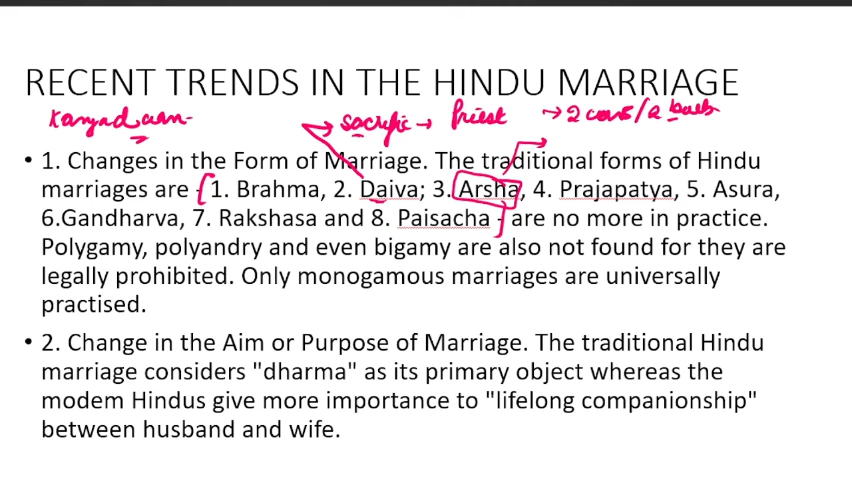 RECENT TRENDS IN THE HINDU MARRIAGE
Kanyad aan
sacrific → Priest → 2 cows/2 bulls
• 1. Changes in the Form of Marriage. The traditional forms of Hindu
marriages are - 1. Brahma, 2. Daiva; 3. Arsha, 4. Prajapatya, 5. Asura,
6.Gandharva, 7. Rakshasa and 8. Paisacha - are no more in practice.
Polygamy, polyandry and even bigamy are also not found for they are
legally prohibited. Only monogamous marriages are universally
practised.
• 2. Change in the Aim or Purpose of Marriage. The traditional Hindu
marriage considers "dharma" as its primary object whereas the
modem Hindus give more importance to "lifelong companionship"
between husband and wife.